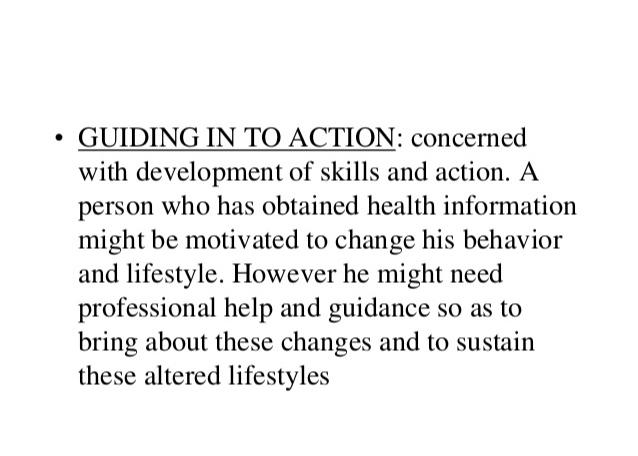 • GUIDING IN TO ACTION: concerned
with development of skills and action. A
person who has obtained health information
might be motivated to change his behavior
and lifestyle. However he might need
professional help and guidance so as to
bring about these changes and to sustain
these altered lifestyles